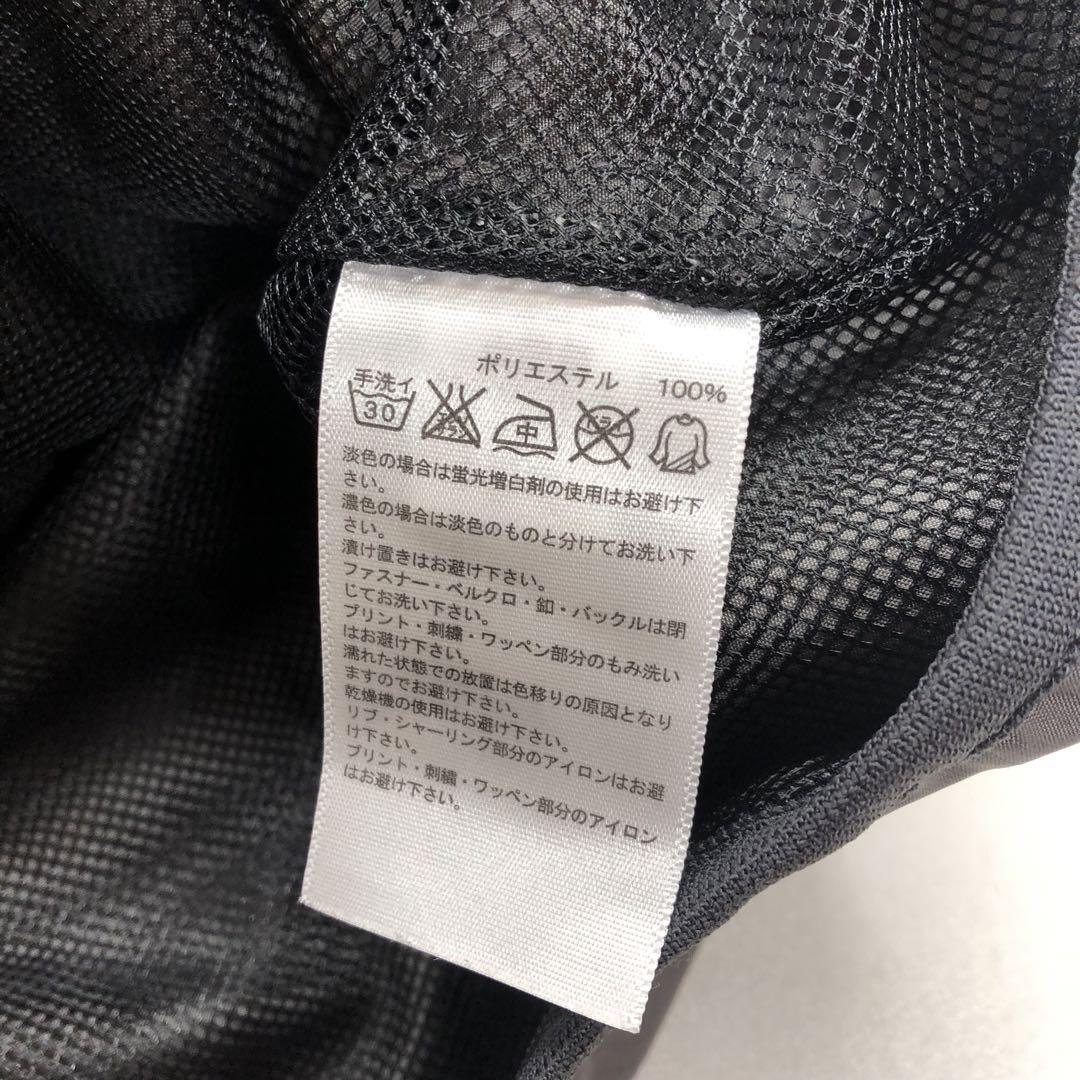 ポリエステル 100%
手洗イ
30
エンソサラシ
中
ドライ
淡色の場合は蛍光増白剤の使用はお避け下
さい。
濃色の場合は淡色のものと分けてお洗い下
さい。
漬け置きはお避け下さい。
ファスナー・ベルクロ・釦・バックルは閉
じてお洗い下さい。
プリント・刺繍・ワッペン部分のもみ洗い
はお避け下さい。
濡れた状態での放置は色移りの原因となり
ますのでお避け下さい。
乾燥機の使用はお避け下さい。
リブ・シャーリング部分のアイロンはお避
け下さい。
プリント・刺繍・ワッペン部分のアイロン
はお避け下さい。